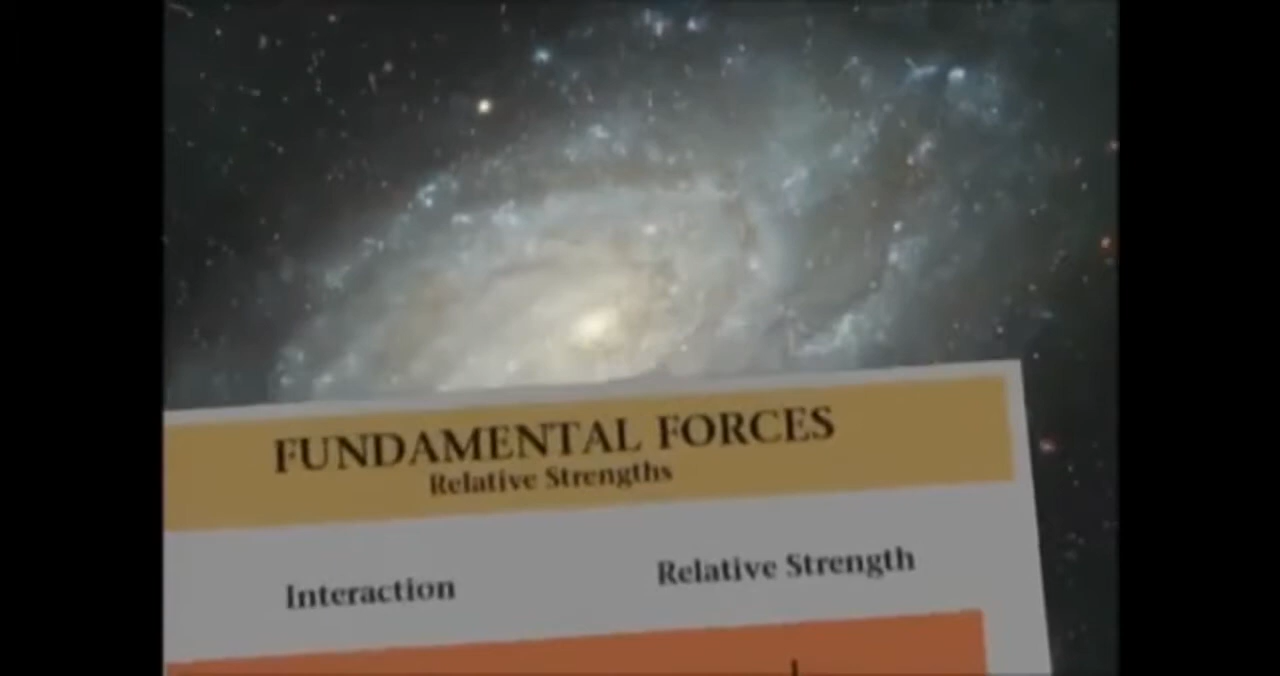 FUNDAMENTAL FORCES
Relative Strengths
Interaction Relative Strength